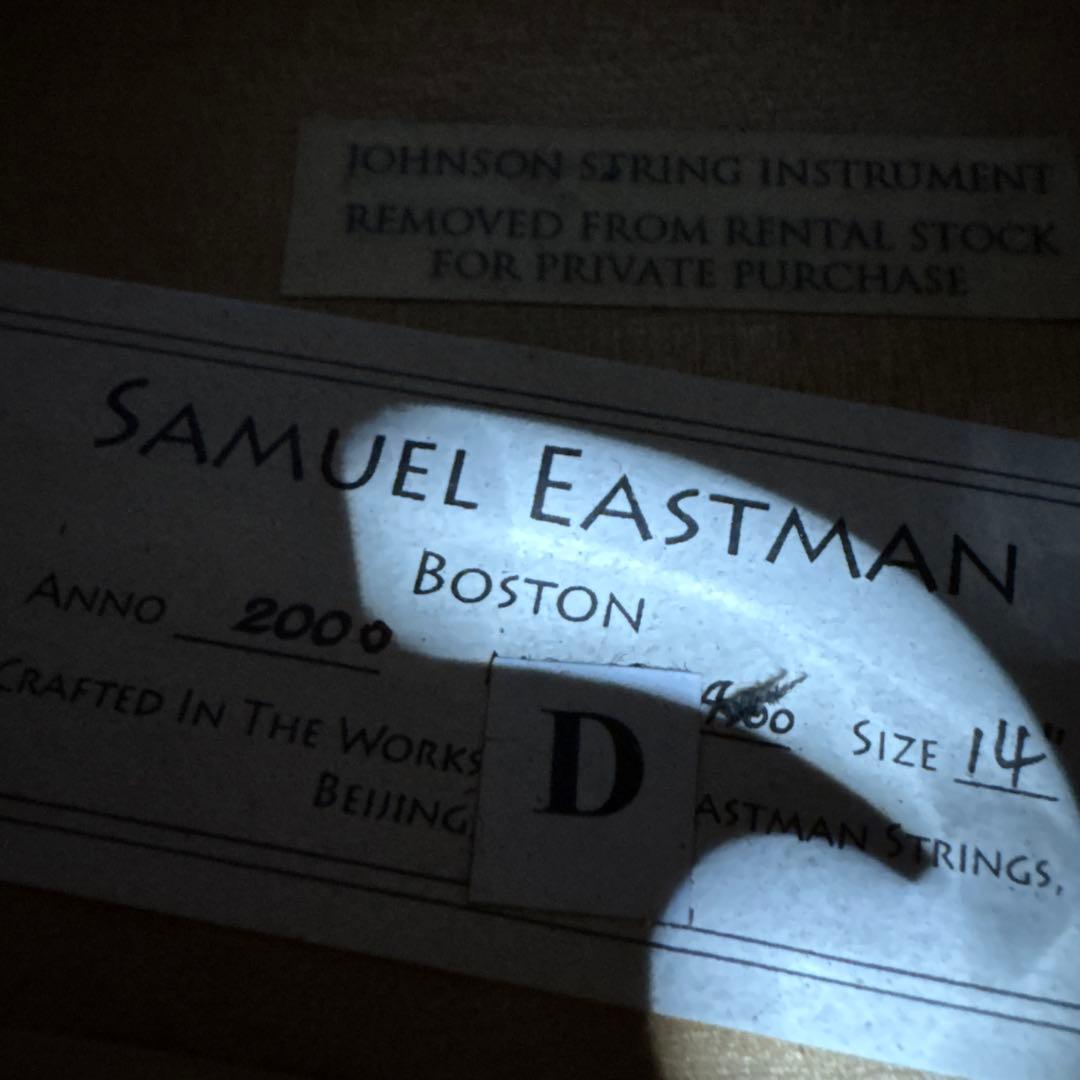 JOHNSON STRING INSTRUMENT
REMOVED FROM RENTAL STOCK
FOR PRIVATE PURCHASE
SAMUEL EASTMAN
BOSTON
ANNO 2000 SIZE 14"
CRAFTED IN THE WORKS
D
BEIJING ASTMAN STRINGS,